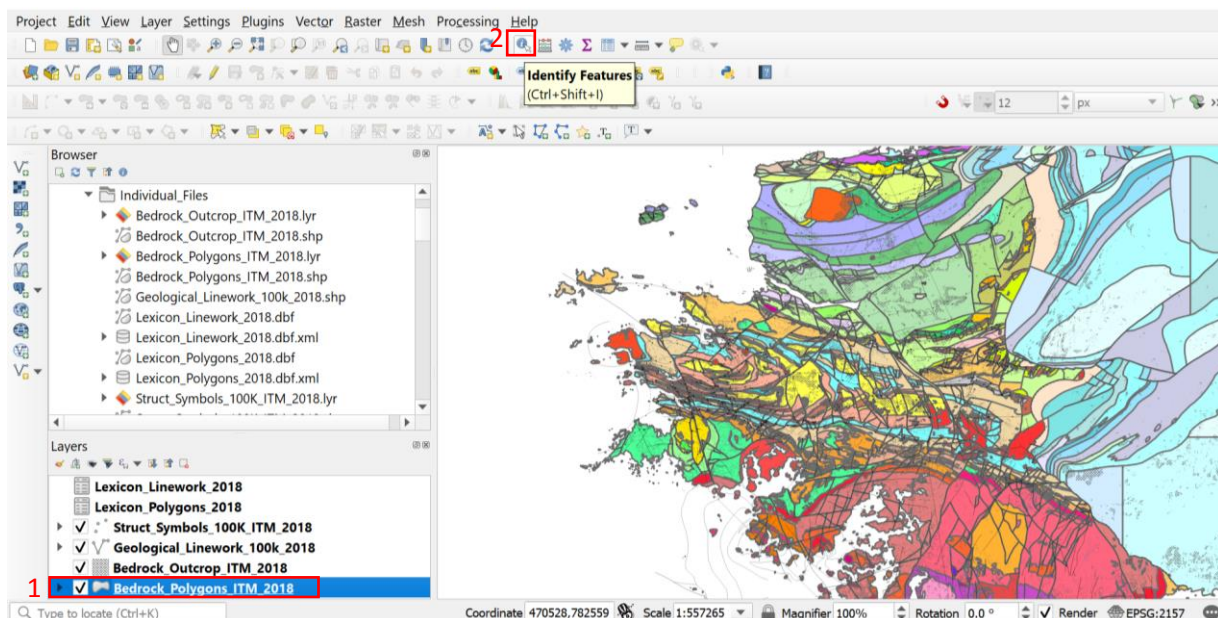 Project Edit View Layer Settings Plugins Vector Raster Mesh Processing Help
2
Identify Features
(Ctrl+Shift+I)
12 px
Browser
Individual_Files
Bedrock_Outcrop_ITM_2018.lyr
Bedrock_Outcrop_ITM_2018.shp
Bedrock_Polygons_ITM_2018.lyr
Bedrock_Polygons_ITM_2018.shp
Geological_Linework_100k_2018.shp
Lexicon_Linework_2018.dbf
Lexicon_Linework_2018.dbf.xml
Lexicon_Polygons_2018.dbf
Lexicon_Polygons_2018.dbf.xml
Struct_Symbols_100K_ITM_2018.lyr
Layers
Lexicon_Linework_2018
Lexicon_Polygons_2018
Struct_Symbols_100K_ITM_2018
Geological_Linework_100k_2018
Bedrock_Outcrop_ITM_2018
1 Bedrock_Polygons_ITM_2018
Type to locate (Ctrl+K) Coordinate 470528,782559 Scale 1:557265 Magnifier 100% Rotation 0.0 ° Render EPSG:2157